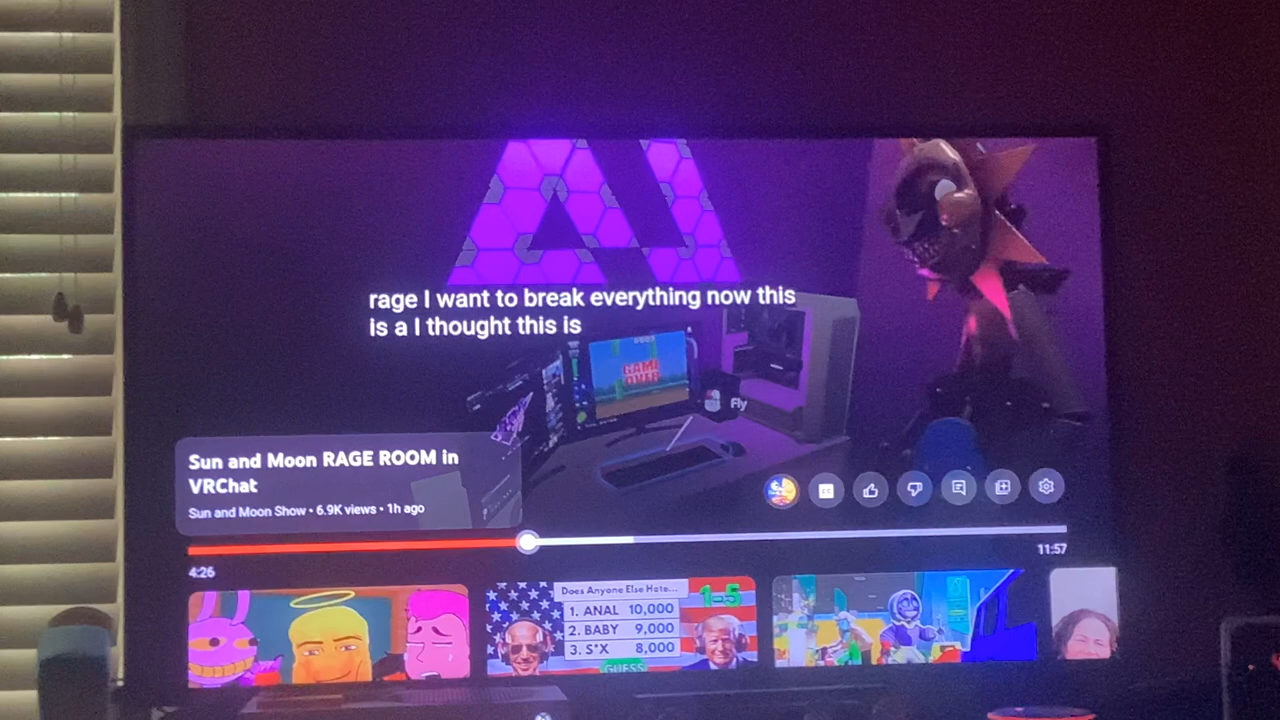 rage I want to break everything now this
is a I thought this is
GAME
OVER
Fly
Sun and Moon RAGE ROOM in
VRChat
Sun and Moon Show • 6.9K views • 1h ago
CC
4:26
11:57
Does Anyone Else Hate...
1-5
1. ANAL 10,000
2. BABY 9,000
3. S*X 8,000
GUESS